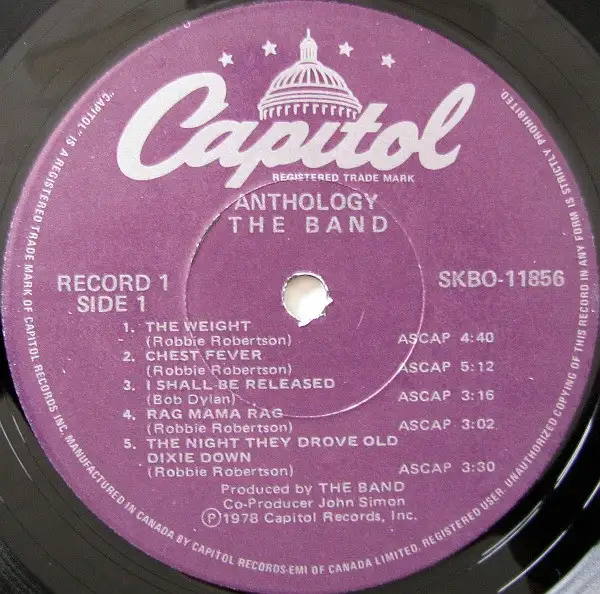 Capitol
REGISTERED TRADE MARK
ANTHOLOGY
THE BAND
RECORD 1
SIDE 1
SKBO-11856
1. THE WEIGHT
(Robbie Robertson) ASCAP 4:40
2. CHEST FEVER
(Robbie Robertson) ASCAP 5:12
3. I SHALL BE RELEASED
(Bob Dylan) ASCAP 3:16
4. RAG MAMA RAG
(Robbie Robertson) ASCAP 3:02
5. THE NIGHT THEY DROVE OLD
DIXIE DOWN
(Robbie Robertson) ASCAP 3:30
Produced by THE BAND
Co-Producer John Simon
Ⓟ1978 Capitol Records, Inc.
"CAPITOL" IS A REGISTERED TRADE MARK OF CAPITOL RECORDS INC. MANUFACTURED IN CANADA BY CAPITOL RECORDS-EMI OF CANADA LIMITED, REGISTERED USER. UNAUTHORIZED COPYING OF THIS RECORD IN ANY FORM IS STRICTLY PROHIBITED.